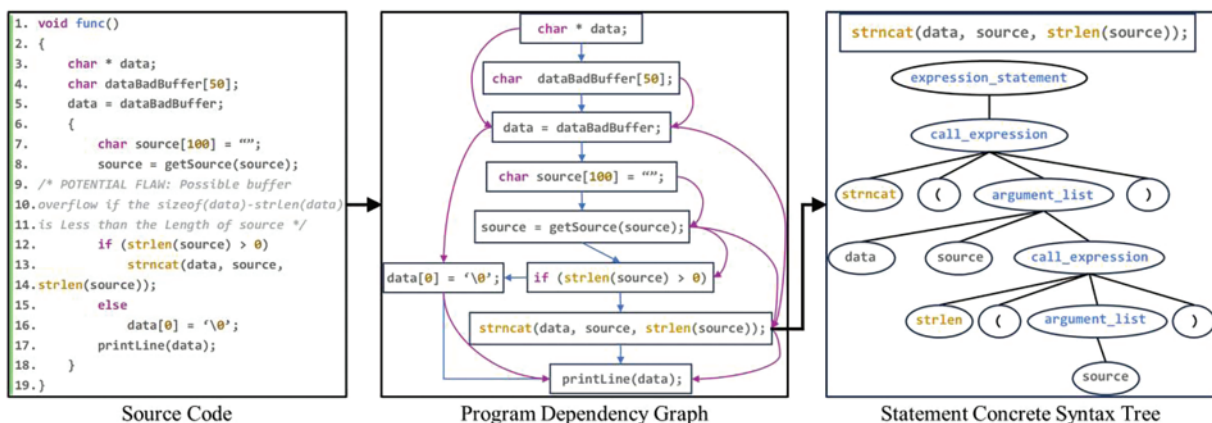 1. void func()
2. {
3. char * data;
4. char dataBadBuffer[50];
5. data = dataBadBuffer;
6. {
7. char source[100] = “”;
8. source = getSource(source);
9. /* POTENTIAL FLAW: Possible buffer
10. overflow if the sizeof(data)-strlen(data)
11. is Less than the Length of source */
12. if (strlen(source) > 0)
13. strncat(data, source,
14. strlen(source));
15. else
16. data[0] = ‘\0’;
17. printLine(data);
18. }
19. }
Source Code
char * data;
char dataBadBuffer[50];
data = dataBadBuffer;
char source[100] = “”;
source = getSource(source);
data[0] = ‘\0’;
if (strlen(source) > 0)
strncat(data, source, strlen(source));
printLine(data);
Program Dependency Graph
strncat(data, source, strlen(source));
expression_statement
call_expression
strncat ( argument_list )
data source call_expression
strlen ( argument_list )
source
Statement Concrete Syntax Tree